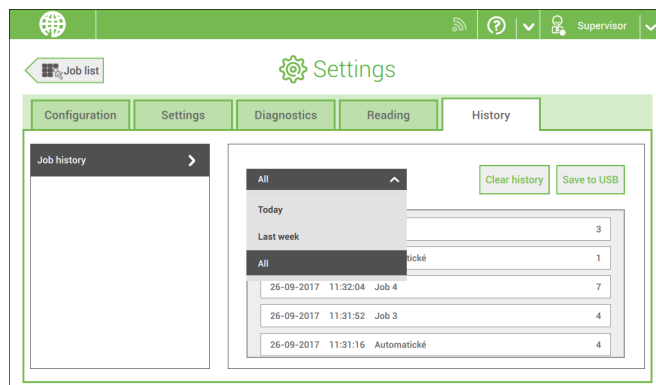 Supervisor
Job list
Settings
Configuration
Settings
Diagnostics
Reading
History
Job history
All
Clear history
Save to USB
Today
Last week
All
3
tické 1
26-09-2017 11:32:04 Job 4 7
26-09-2017 11:31:52 Job 3 4
26-09-2017 11:31:16 Automatické 4